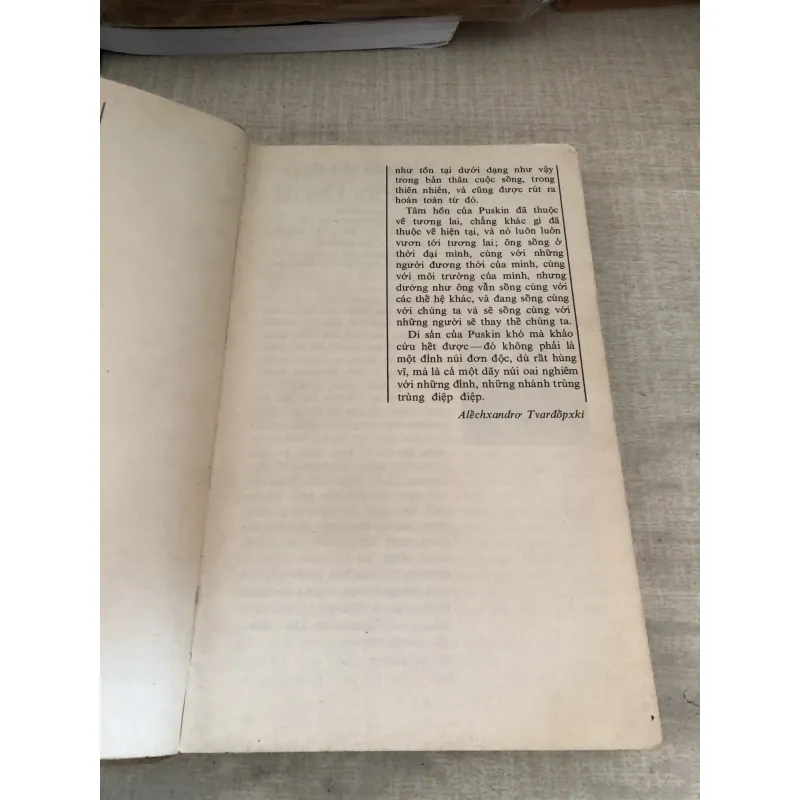 như tồn tại dưới dạng như vậy
trong bản thân cuộc sống, trong
thiên nhiên, và cũng được rút ra
hoàn toàn từ đó.
Tâm hồn của Puskin đã thuộc
về tương lai, chẳng khác gì đã
thuộc về hiện tại, và nó luôn luôn
vươn tới tương lai; ông sống ở
thời đại mình, cùng với những
người đương thời của mình, cùng
với môi trường của mình, nhưng
dường như ông vẫn sống cùng với
các thế hệ khác, và đang sống cùng
với chúng ta và sẽ sống cùng với
những người sẽ thay thế chúng ta.
Di sản của Puskin khó mà khảo
cứu hết được—đó không phải là
một đỉnh núi đơn độc, dù rất hùng
vĩ, mà là cả một dãy núi oai nghiêm
với những đỉnh, những nhánh trùng
trùng điệp điệp.
Alếchxandrơ Tvarđốpxki